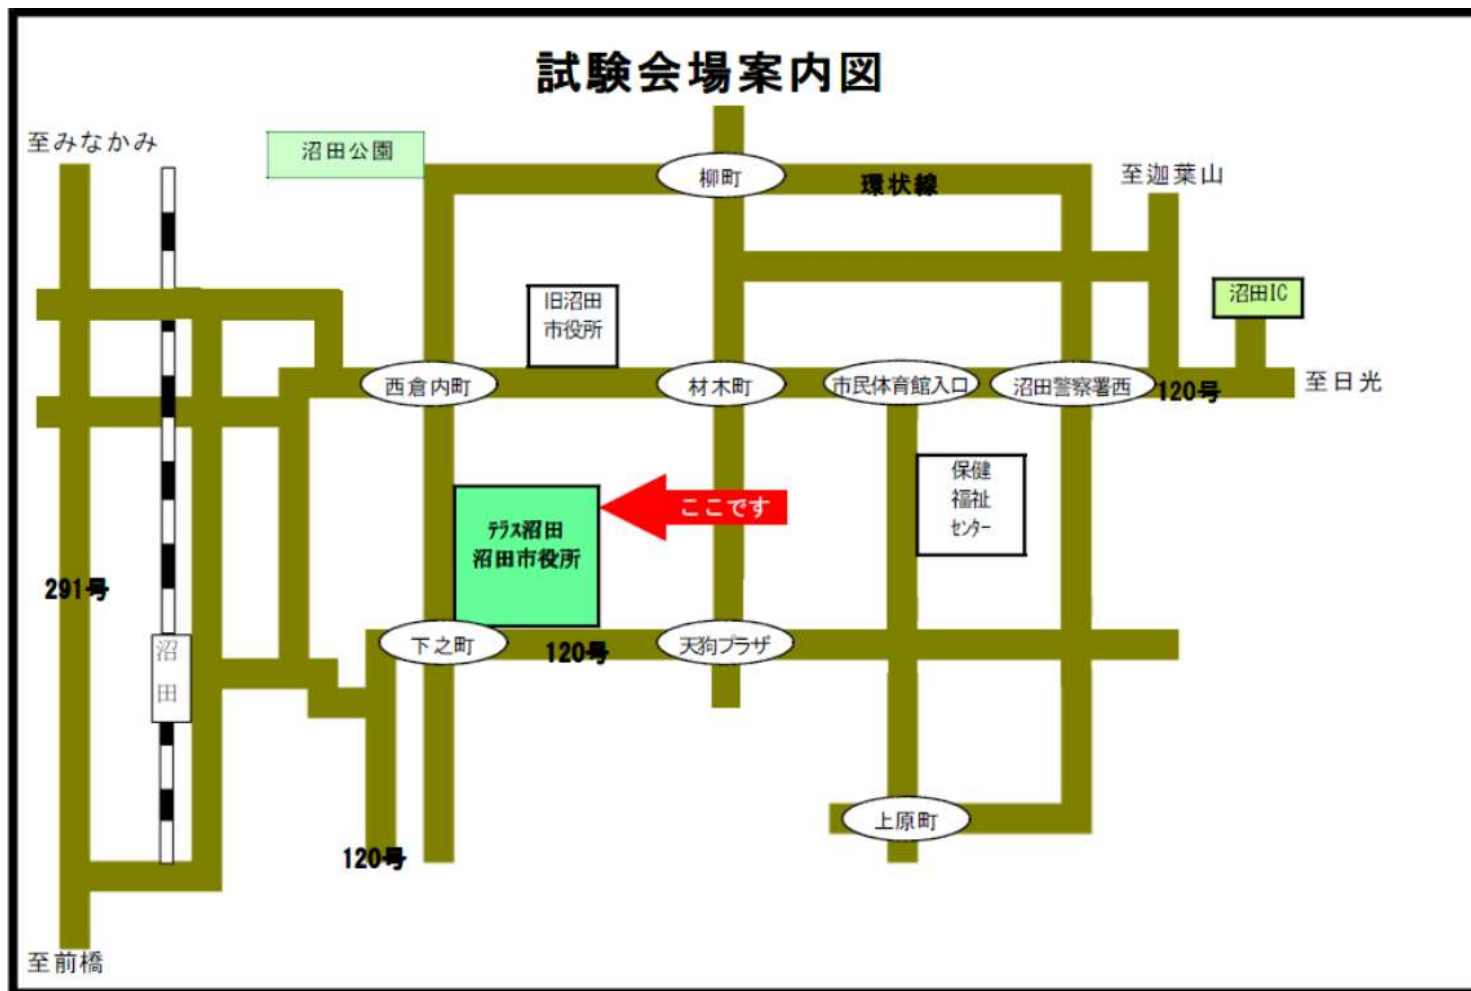 試験会場案内図
至みなかみ
沼田公園
柳町
環状線
至迦葉山
旧沼田
市役所
沼田IC
西倉内町
材木町
市民体育館入口
沼田警察署西
120号
至日光
保健
福祉
センター
ここです
テラス沼田
沼田市役所
291号
沼
田
下之町
120号
天狗プラザ
上原町
120号
至前橋